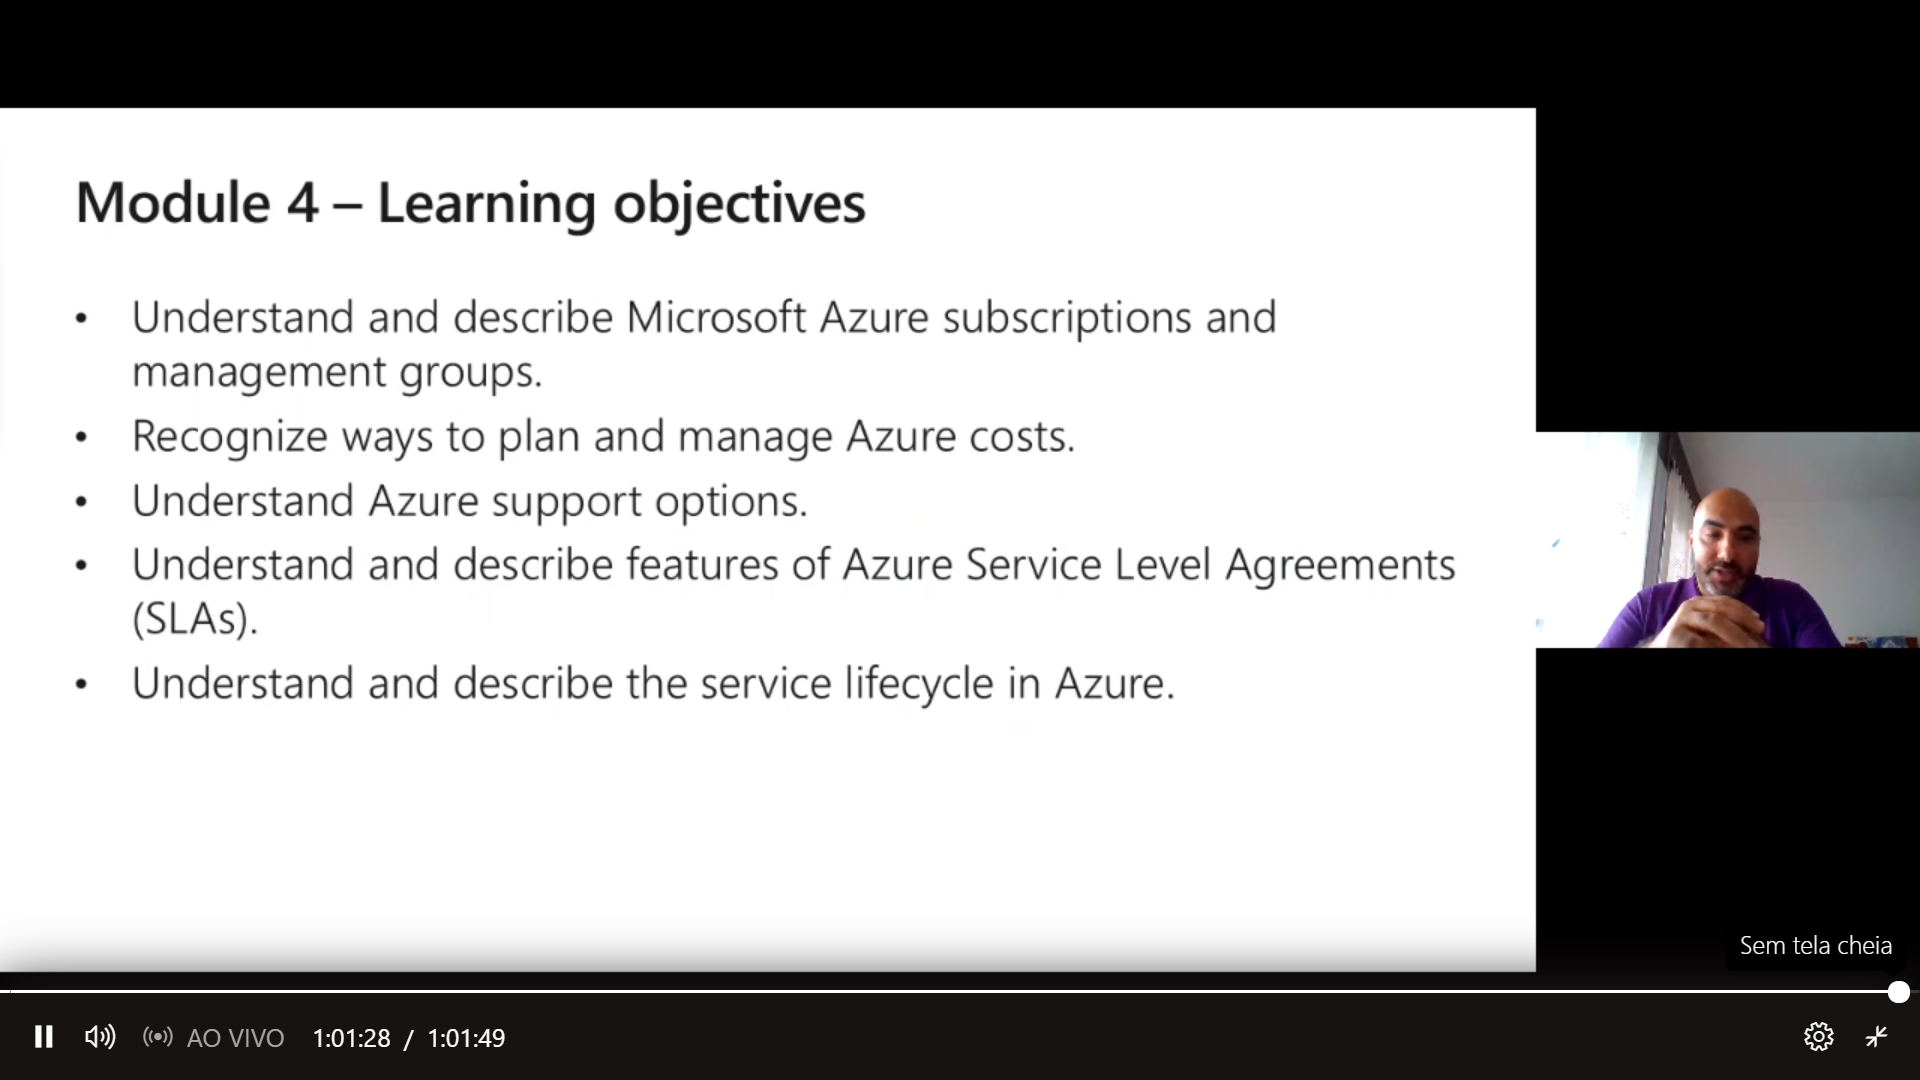 Module 4 – Learning objectives
• Understand and describe Microsoft Azure subscriptions and
management groups.
• Recognize ways to plan and manage Azure costs.
• Understand Azure support options.
• Understand and describe features of Azure Service Level Agreements
(SLAs).
• Understand and describe the service lifecycle in Azure.
Sem tela cheia
AO VIVO 1:01:28 / 1:01:49